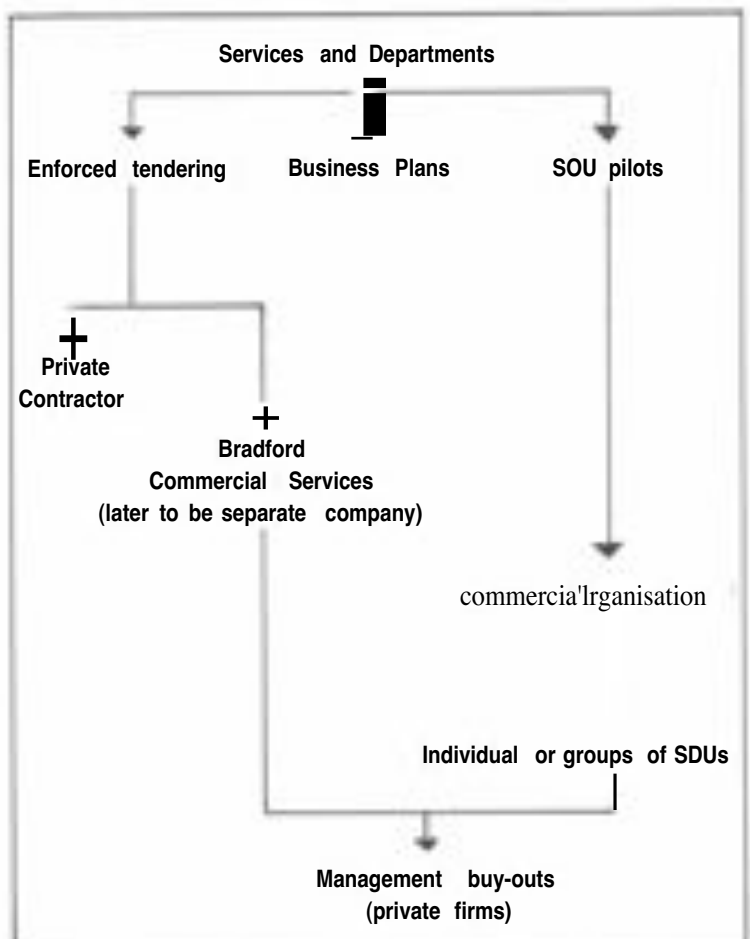 Services and Departments
Enforced tendering
Business Plans
SOU pilots
Private
Contractor
Bradford
Commercial Services
(later to be separate company)
commercia'lrganisation
Individual or groups of SDUs
Management buy-outs
(private firms)